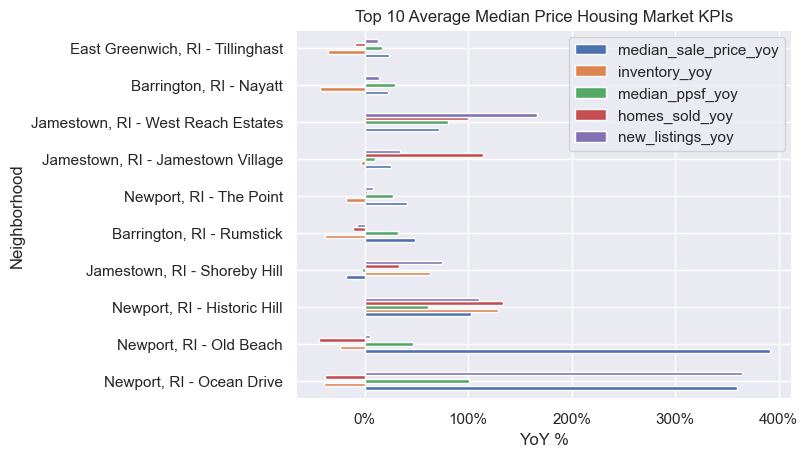 Top 10 Average Median Price Housing Market KPIs
East Greenwich, RI - Tillinghast
Barrington, RI - Nayatt
Jamestown, RI - West Reach Estates
Jamestown, RI - Jamestown Village
Newport, RI - The Point
Barrington, RI - Rumstick
Jamestown, RI - Shoreby Hill
Newport, RI - Historic Hill
Newport, RI - Old Beach
Newport, RI - Ocean Drive
Neighborhood
median_sale_price_yoy
inventory_yoy
median_ppsf_yoy
homes_sold_yoy
new_listings_yoy
0% 100% 200% 300% 400%
YoY %